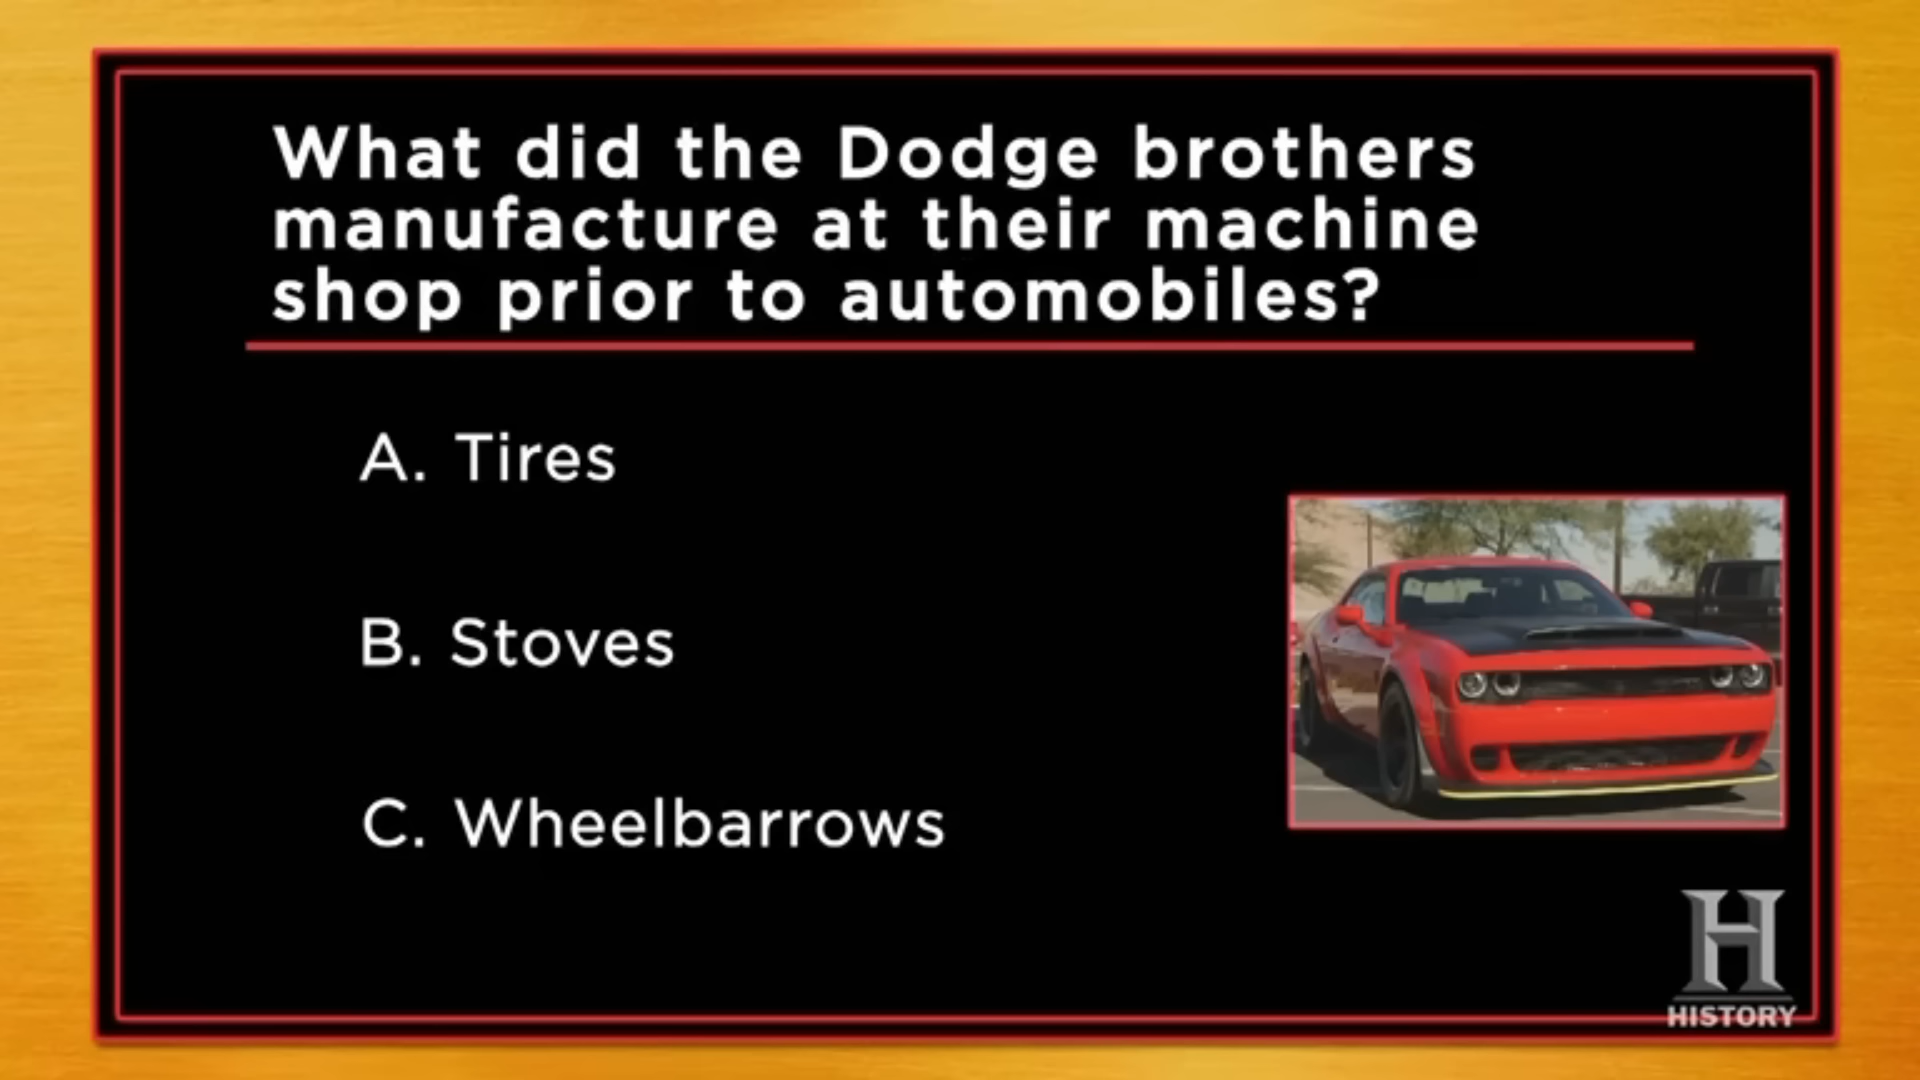 What did the Dodge brothers
manufacture at their machine
shop prior to automobiles?
A. Tires
B. Stoves
C. Wheelbarrows
H
HISTORY